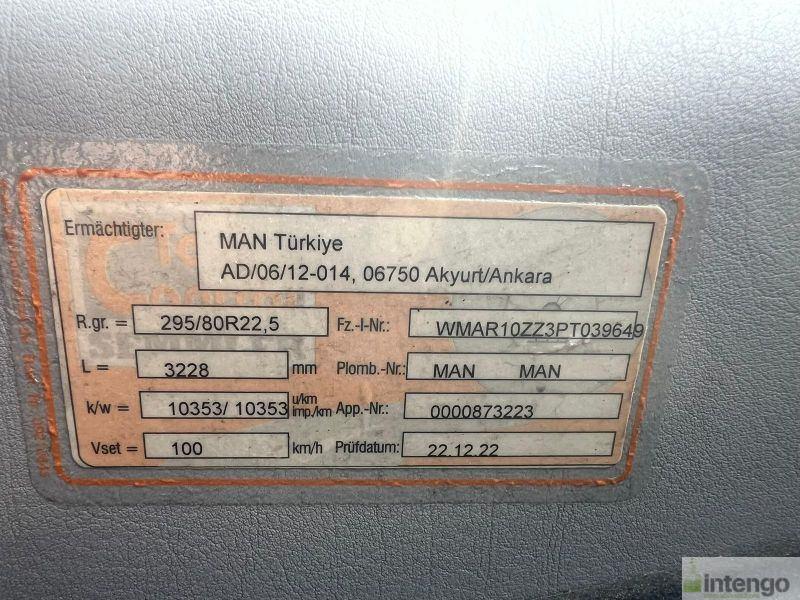 Ermächtigter: MAN Türkiye
AD/06/12-014, 06750 Akyurt/Ankara
R.gr. = 295/80R22,5 Fz.-I-Nr.: WMAR10ZZ3PT039649
L = 3228 mm Plomb.-Nr.: MAN MAN
k/w = 10353/ 10353 u/km imp./km App.-Nr.: 0000873223
Vset = 100 km/h Prüfdatum: 22.12.22
intengo